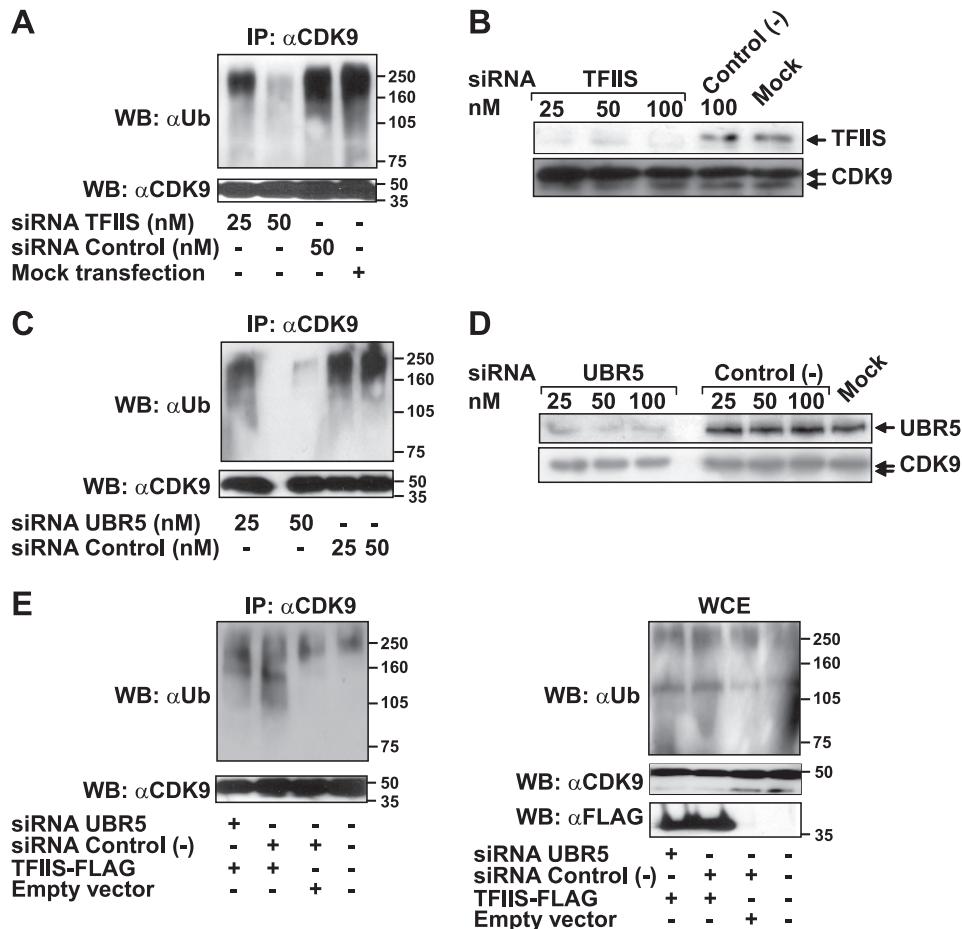 A
IP: αCDK9
WB: αUb
250
160
105
75
WB: αCDK9
50
35
siRNA TFIIS (nM) 25 50 - -
siRNA Control (nM) - - 50 -
Mock transfection - - - +
B
siRNA TFIIS Control (-) Mock
nM 25 50 100 100
TFIIS
CDK9
C
IP: αCDK9
WB: αUb
250
160
105
75
WB: αCDK9
50
35
siRNA UBR5 (nM) 25 50 - -
siRNA Control (nM) - - 25 50
D
siRNA UBR5 Control (-) Mock
nM 25 50 100 25 50 100
UBR5
CDK9
E
IP: αCDK9
WB: αUb
250
160
105
75
WB: αCDK9
50
35
siRNA UBR5 + - - -
siRNA Control (-) - + + -
TFIIS-FLAG + + - -
Empty vector - - + -
WCE
WB: αUb
250
160
105
75
WB: αCDK9
50
WB: αFLAG
35
siRNA UBR5 + - - -
siRNA Control (-) - + + -
TFIIS-FLAG + + - -
Empty vector - - + -